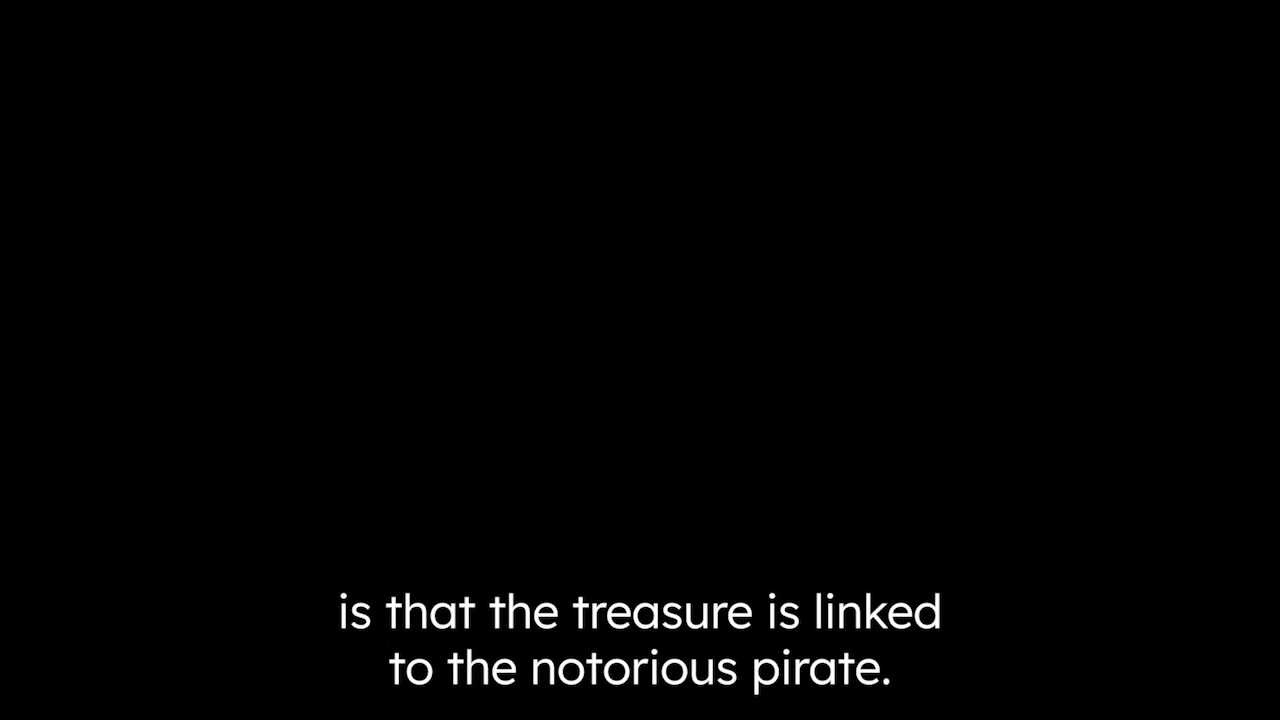 is that the treasure is linked
to the notorious pirate.